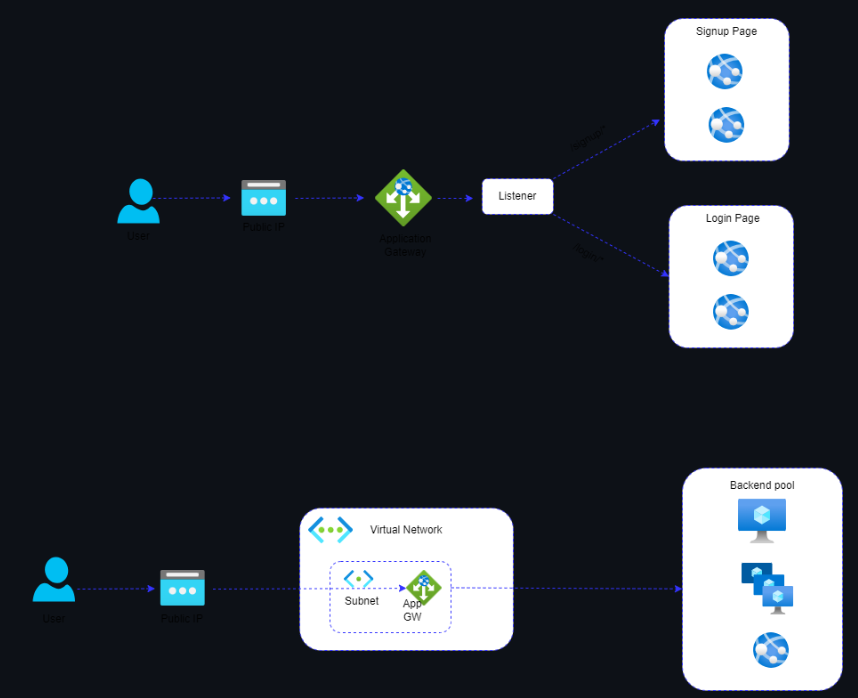 Signup Page
signup/*
User
Public IP
Application
Gateway
Listener
Login Page
Backend pool
Virtual Network
Subnet
App
GW
User
Public IP